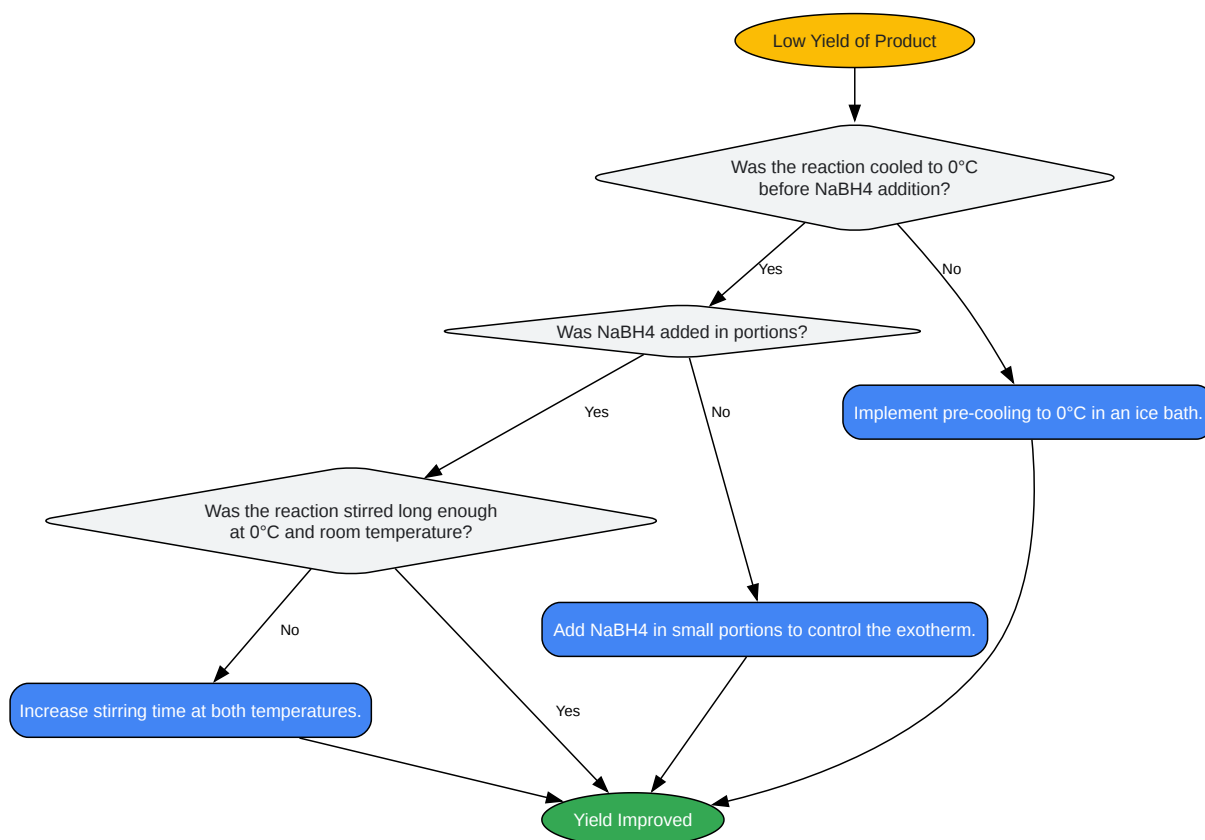 Low Yield of Product
Was the reaction cooled to 0°C
before NaBH4 addition?
Yes
No
Was NaBH4 added in portions?
Implement pre-cooling to 0°C in an ice bath.
Yes
No
Was the reaction stirred long enough
at 0°C and room temperature?
Add NaBH4 in small portions to control the exotherm.
No
Increase stirring time at both temperatures.
Yes
Yield Improved